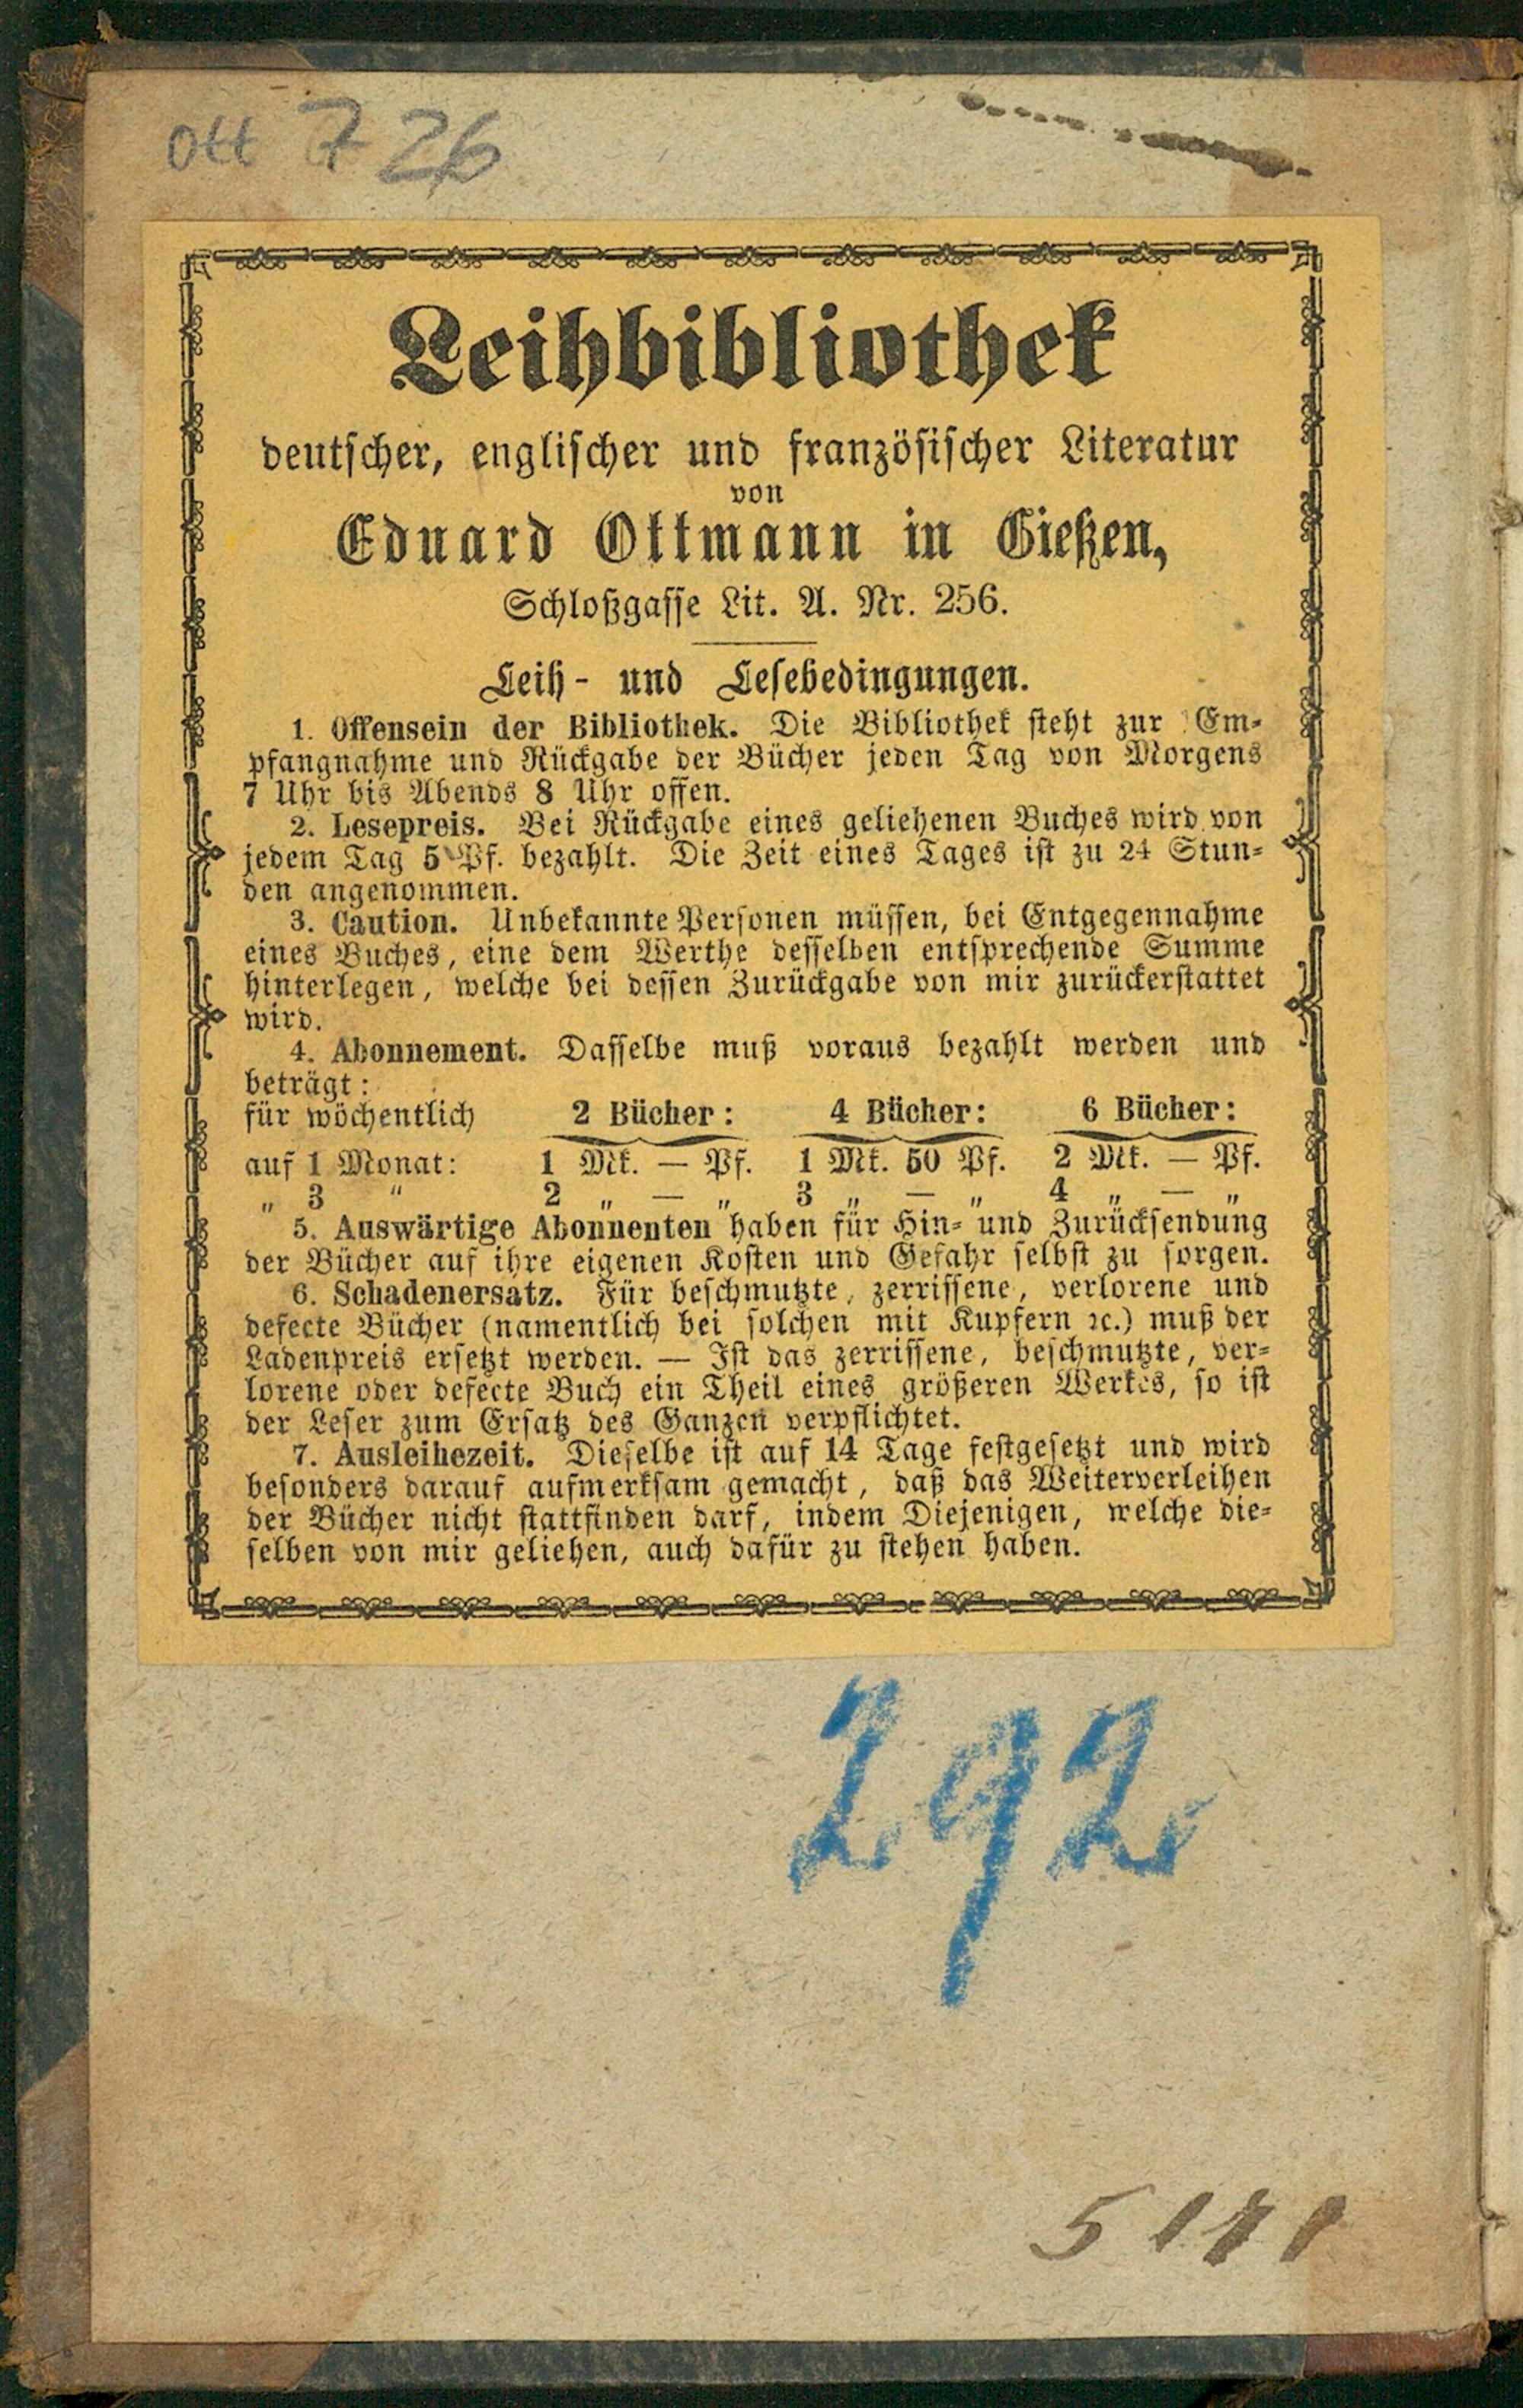 ott 726
Leihbibliothek
deutscher, englischer und französischer Literatur
von
Eduard Ottmann in Gießen,
Schloßgasse Lit. A. Nr. 256.
Leih- und Lesebedingungen.
1. Offensein der Bibliothek. Die Bibliothek steht zur Em-
pfangnahme und Rückgabe der Bücher jeden Tag von Morgens
7 Uhr bis Abends 8 Uhr offen.
2. Lesepreis. Bei Rückgabe eines geliehenen Buches wird von
jedem Tag 5 Pf. bezahlt. Die Zeit eines Tages ist zu 24 Stun-
den angenommen.
3. Caution. Unbekannte Personen müssen, bei Entgegennahme
eines Buches, eine dem Werthe desselben entsprechende Summe
hinterlegen, welche bei dessen Zurückgabe von mir zurückerstattet
wird.
4. Abonnement. Dasselbe muß voraus bezahlt werden und
beträgt:
für wöchentlich 2 Bücher: 4 Bücher: 6 Bücher:
auf 1 Monat: 1 Mk. — Pf. 1 Mk. 50 Pf. 2 Mk. — Pf.
„ 3 „ 2 „ — „ 3 „ — „ 4 „ — „
5. Auswärtige Abonnenten haben für Hin- und Zurücksendung
der Bücher auf ihre eigenen Kosten und Gefahr selbst zu sorgen.
6. Schadenersatz. Für beschmutzte, zerrissene, verlorene und
defecte Bücher (namentlich bei solchen mit Kupfern ꝛc.) muß der
Ladenpreis ersetzt werden. — Ist das zerrissene, beschmutzte, ver-
lorene oder defecte Buch ein Theil eines größeren Werkes, so ist
der Leser zum Ersatz des Ganzen verpflichtet.
7. Ausleihezeit. Dieselbe ist auf 14 Tage festgesetzt und wird
besonders darauf aufmerksam gemacht, daß das Weiterverleihen
der Bücher nicht stattfinden darf, indem Diejenigen, welche die-
selben von mir geliehen, auch dafür zu stehen haben.
292